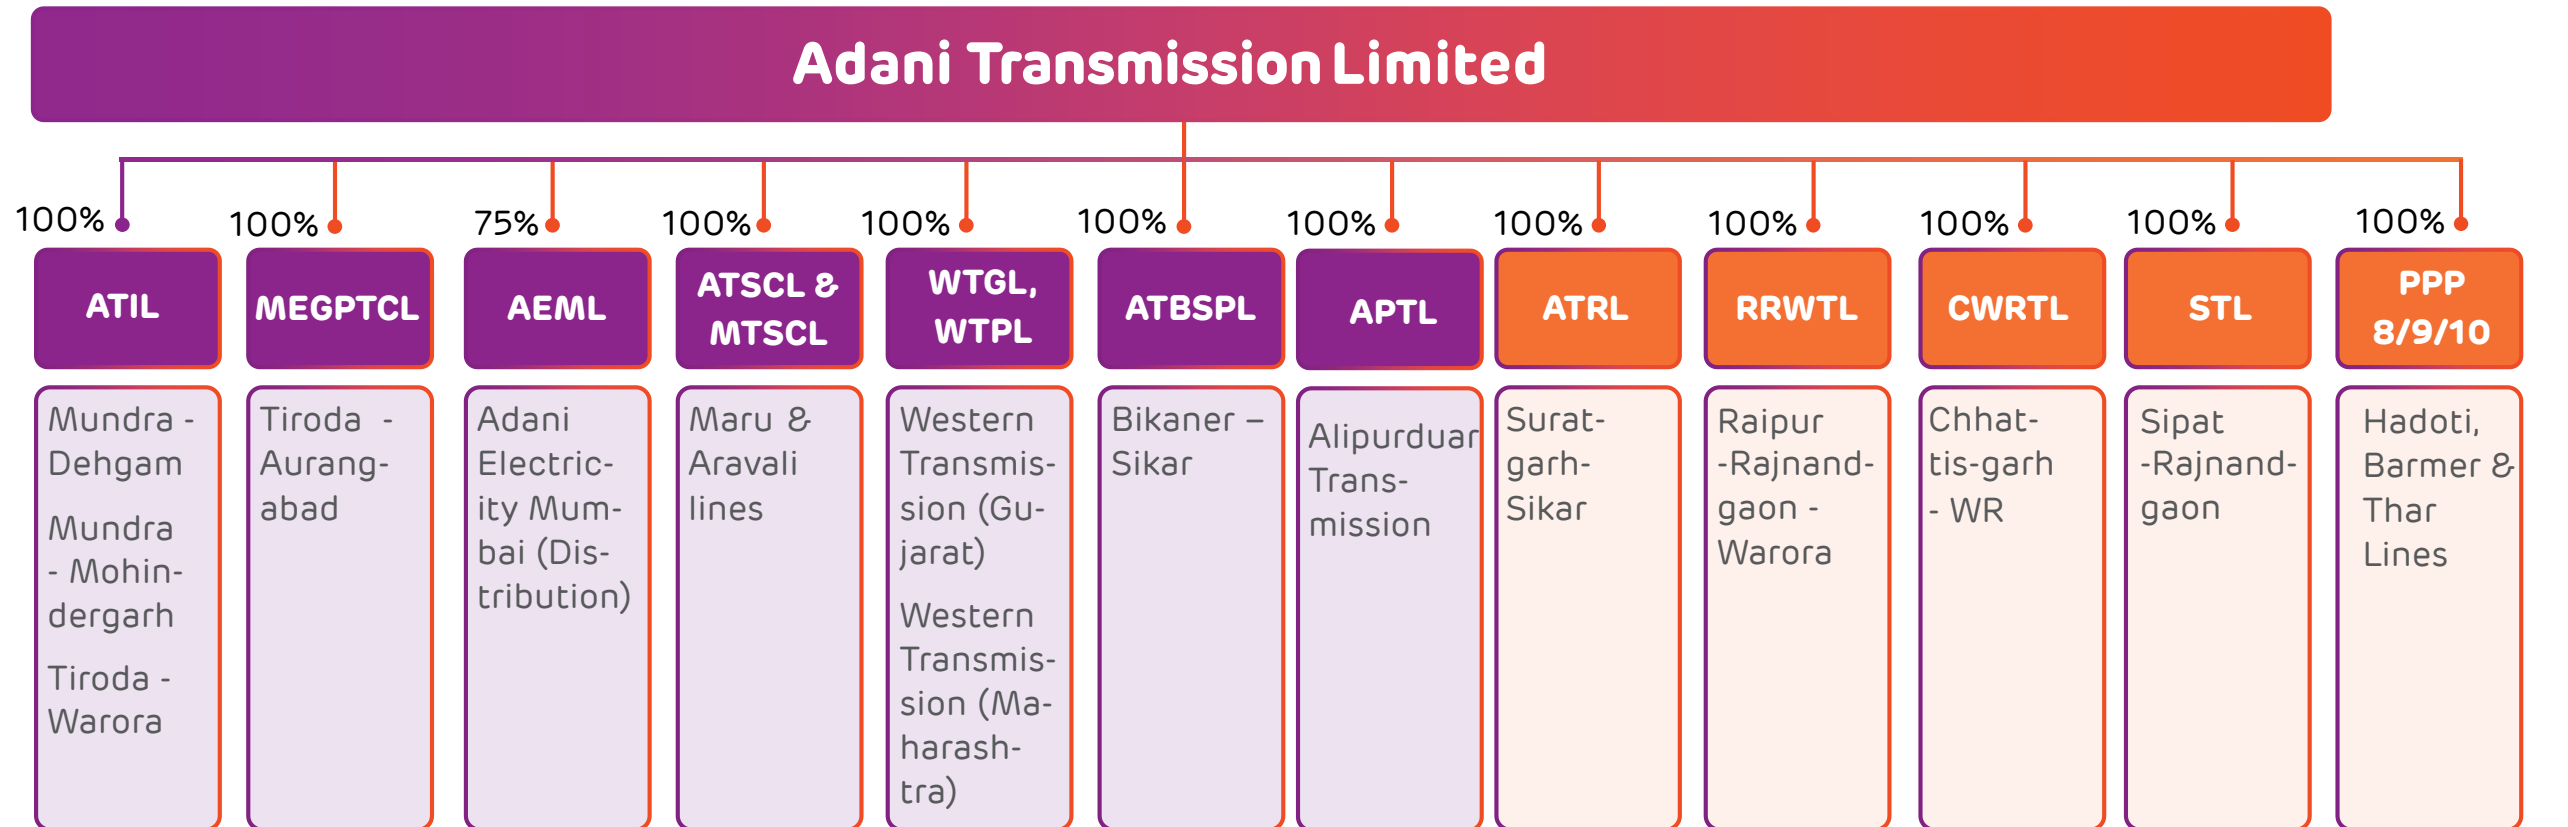 Adani Transmission Limited
100%
100%
75%
100%
100%
100%
100%
100%
100%
100%
100%
100%
ATIL
MEGPTCL
AEML
ATSCL &
MTSCL
WTGL,
WTPL
ATBSPL
APTL
ATRL
RRWTL
CWRTL
STL
PPP
8/9/10
Mundra -
Dehgam
Mundra
- Mohin-
dergarh
Tiroda -
Warora
Tiroda -
Aurang-
abad
Adani
Electric-
ity Mum-
bai (Dis-
tribution)
Maru &
Aravali
lines
Western
Transmis-
sion (Gu-
jarat)
Western
Transmis-
sion (Ma-
harash-
tra)
Bikaner –
Sikar
Alipurduar
Trans-
mission
Surat-
garh-
Sikar
Raipur
-Rajnand-
gaon -
Warora
Chhat-
tis-garh
- WR
Sipat
-Rajnand-
gaon
Hadoti,
Barmer &
Thar
Lines